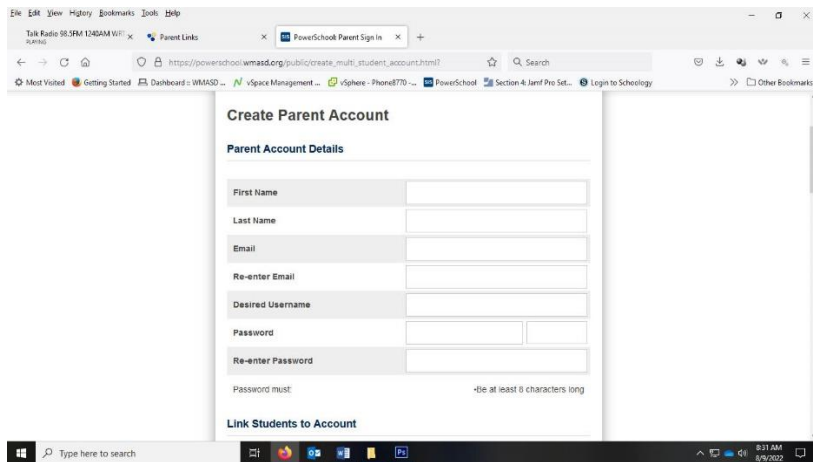 File Edit View History Bookmarks Tools Help
Talk Radio 98.5FM 1240AM
PLAYING
Parent Links
PowerSchool Parent Sign In
https://powerschool.wmasd.org/public/create_multi_student_account.html?
Search
Most Visited Getting Started Dashboard :: WMASD ... vSpace Management ... vSphere - Phone8770 -... PowerSchool Section 4: Jamf Pro Set... Login to Schoology Other Bookmarks
Create Parent Account
Parent Account Details
First Name
Last Name
Email
Re-enter Email
Desired Username
Password
Re-enter Password
Password must: •Be at least 8 characters long
Link Students to Account
Type here to search
8:31 AM
8/9/2022